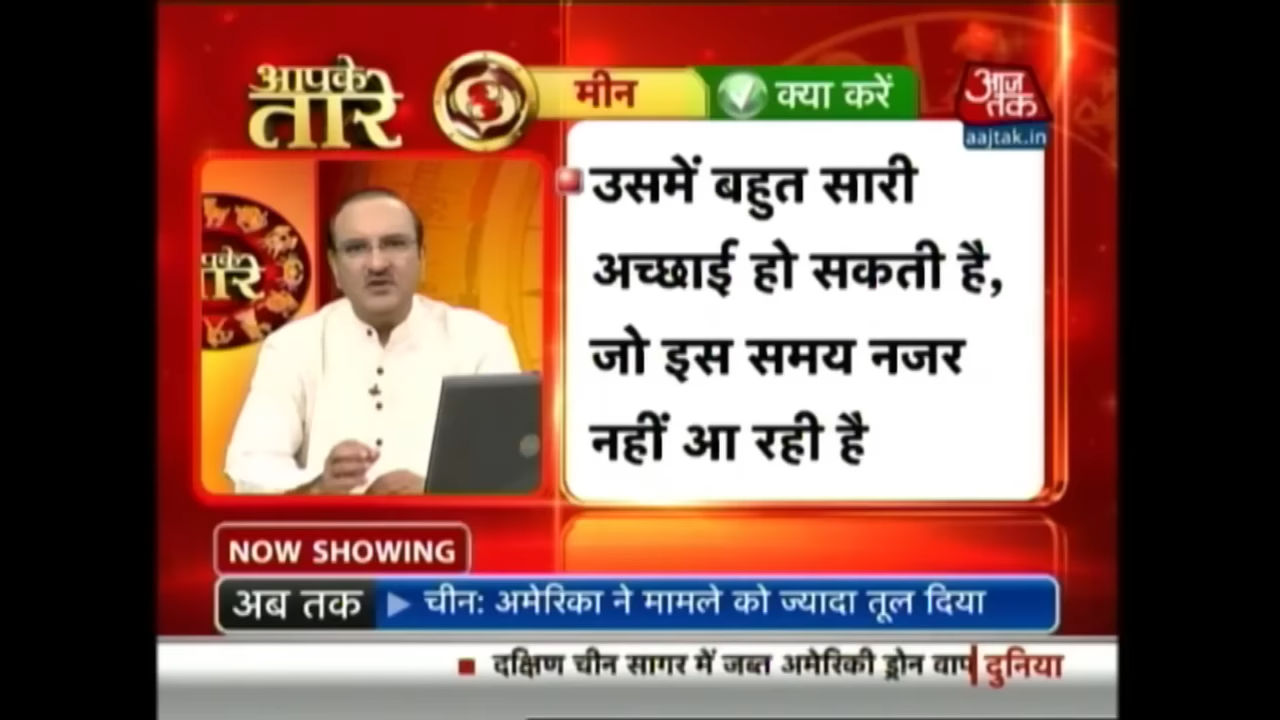 आपके
तारे
मीन
क्या करें
आज
तक
aajtak.in
उसमें बहुत सारी
अच्छाई हो सकती है,
जो इस समय नजर
नहीं आ रही है
NOW SHOWING
अब तक
चीन: अमेरिका ने मामले को ज्यादा तूल दिया
दक्षिण चीन सागर में जब्त अमेरिकी ड्रोन
दुनिया